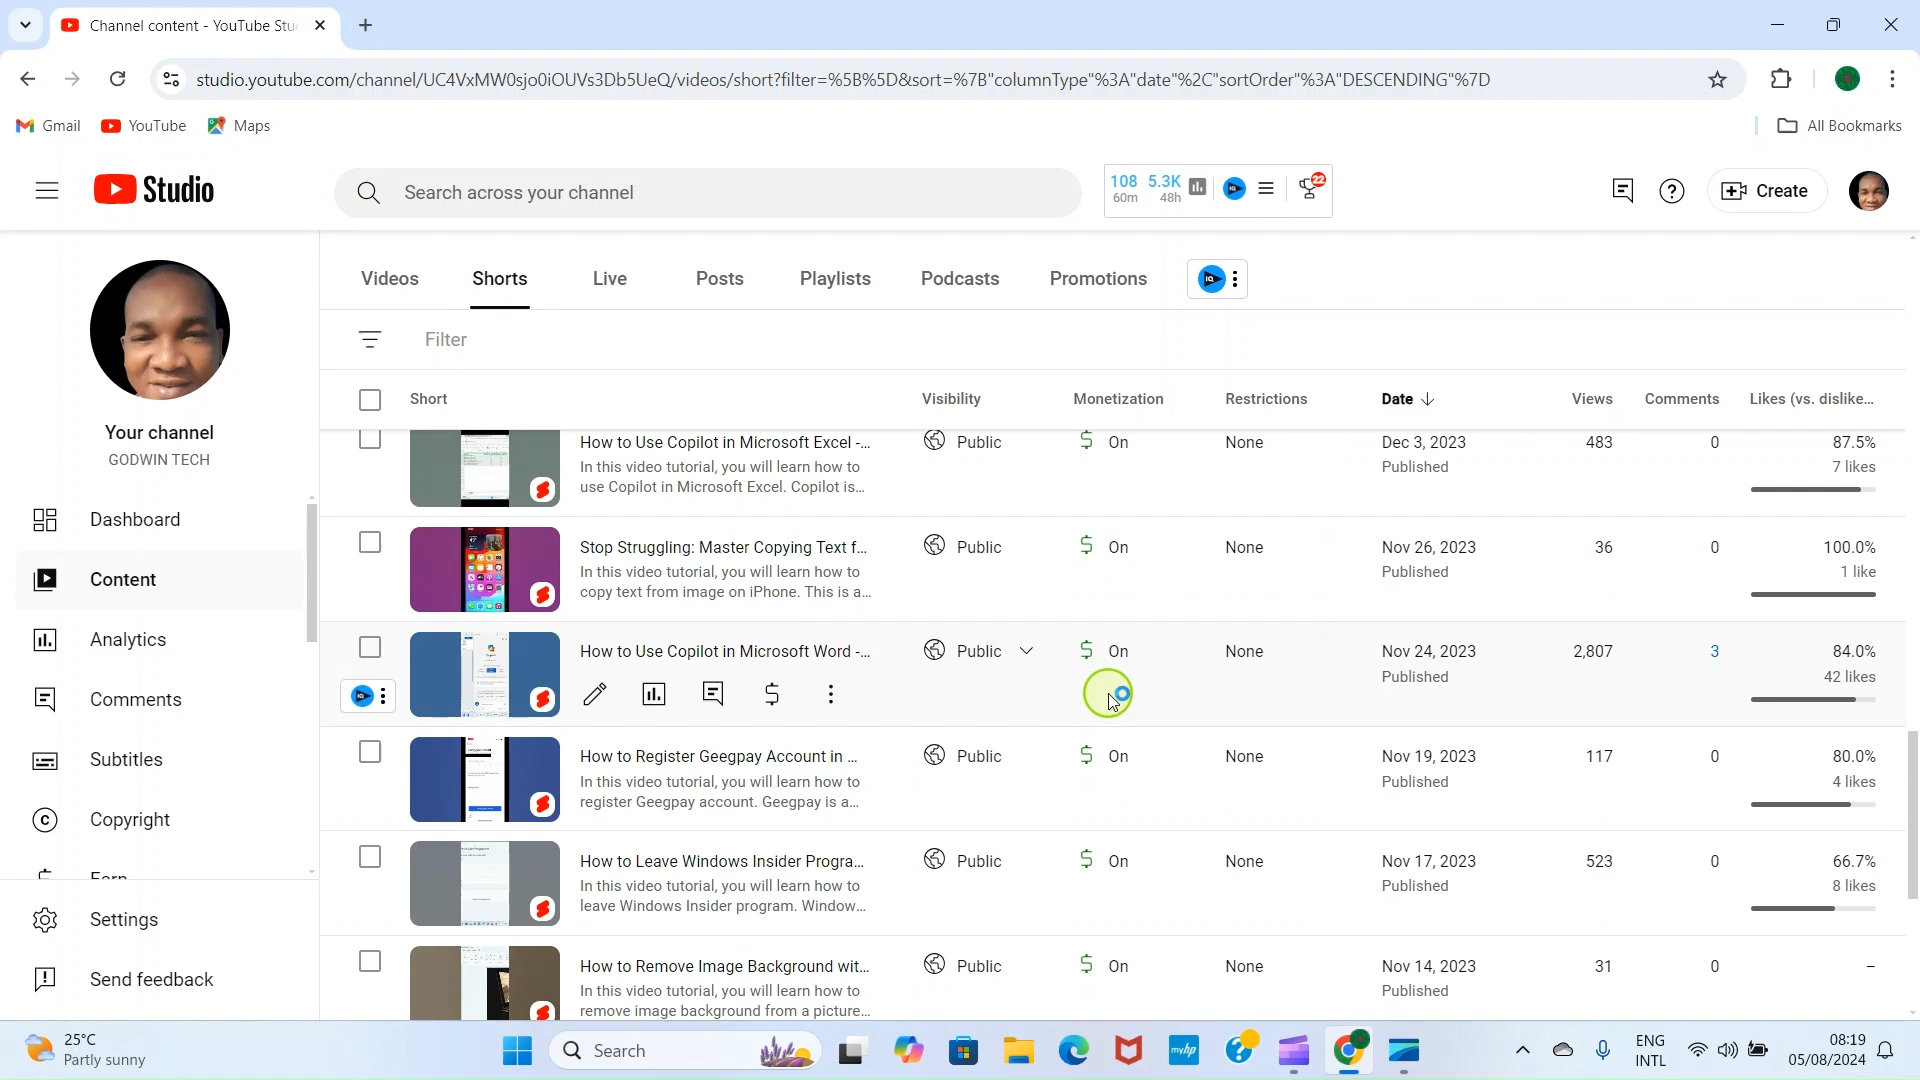 Channel content - YouTube Stu
studio.youtube.com/channel/UC4VxMW0sjo0iOUVs3Db5UeQ/videos/short?filter=%5B%5D&sort=%7B"columnType"%3A"date"%2C"sortOrder"%3A"DESCENDING"%7D
Gmail YouTube Maps All Bookmarks
Studio Search across your channel 108 5.3K 22 Create
60m 48h
Videos Shorts Live Posts Playlists Podcasts Promotions IQ
Filter
Short Visibility Monetization Restrictions Date Views Comments Likes (vs. dislike...
How to Use Copilot in Microsoft Excel -... Public On None Dec 3, 2023 483 0 87.5%
In this video tutorial, you will learn how to Published 7 likes
use Copilot in Microsoft Excel. Copilot is...
Stop Struggling: Master Copying Text f... Public On None Nov 26, 2023 36 0 100.0%
In this video tutorial, you will learn how to Published 1 like
copy text from image on iPhone. This is a...
How to Use Copilot in Microsoft Word -... Public On None Nov 24, 2023 2,807 3 84.0%
IQ Published 42 likes
How to Register Geegpay Account in ... Public On None Nov 19, 2023 117 0 80.0%
In this video tutorial, you will learn how to Published 4 likes
register Geegpay account. Geegpay is a...
How to Leave Windows Insider Progra... Public On None Nov 17, 2023 523 0 66.7%
In this video tutorial, you will learn how to Published 8 likes
leave Windows Insider program. Window...
How to Remove Image Background wit... Public On None Nov 14, 2023 31 0 –
In this video tutorial, you will learn how to Published
remove image background from a picture...
Your channel
GODWIN TECH
Dashboard
Content
Analytics
Comments
Subtitles
Copyright
Earn
Settings
Send feedback
25°C
Partly sunny
Search
myhp
ENG
INTL
08:19
05/08/2024